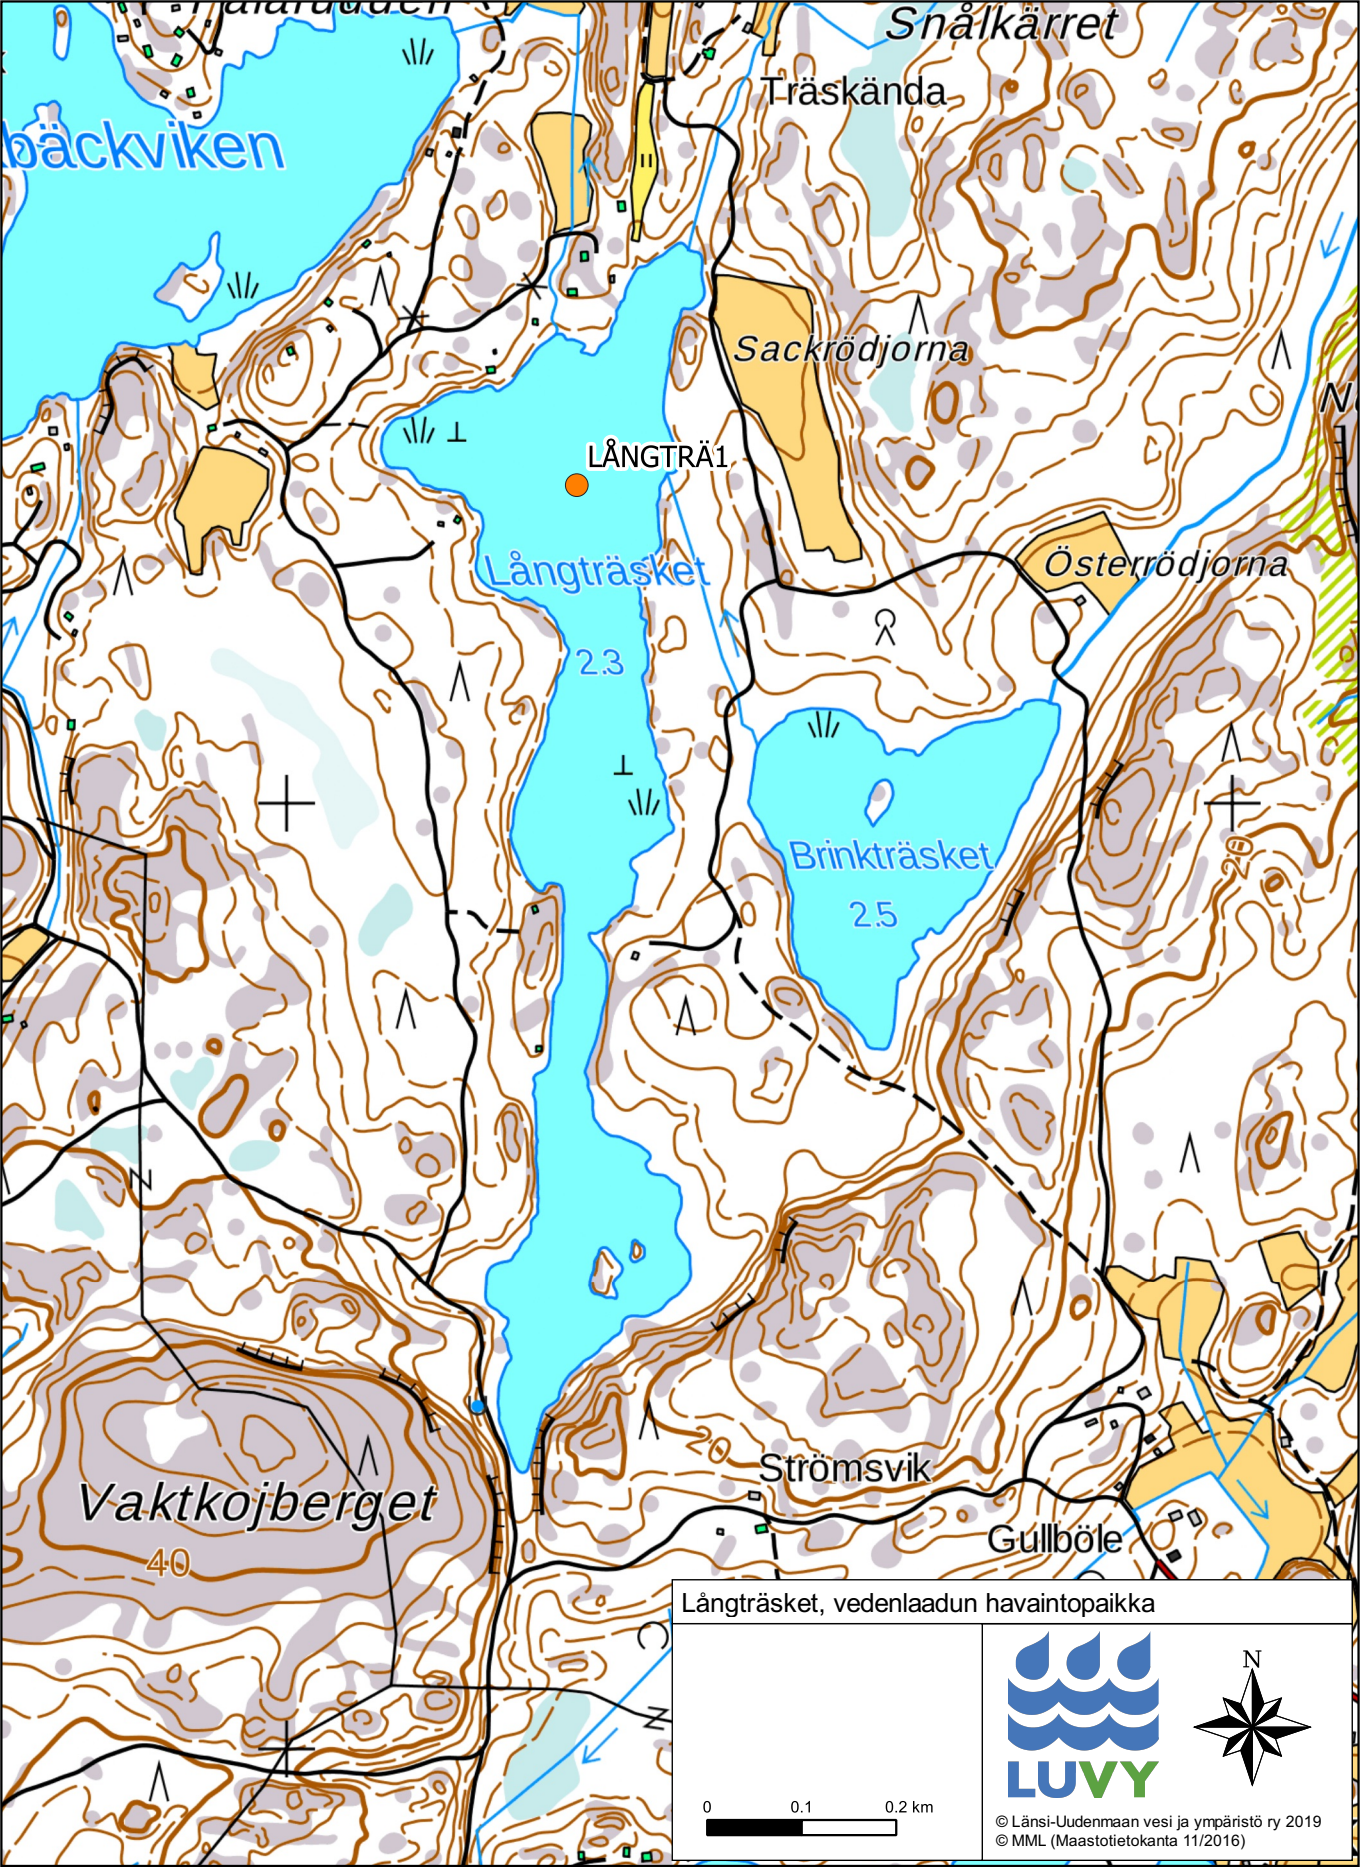 Snålkärret
Träskända
bäckviken
Sackrödjorna
LÅNGTRÄ1
Långträsket
2.3
Österrödjorna
Brinkträsket
2.5
20
20
Strömsvik
Vaktkojberget
40
Gullböle
Långträsket, vedenlaadun havaintopaikka
N
LUVY
0 0.1 0.2 km
© Länsi-Uudenmaan vesi ja ympäristö ry 2019
© MML (Maastotietokanta 11/2016)